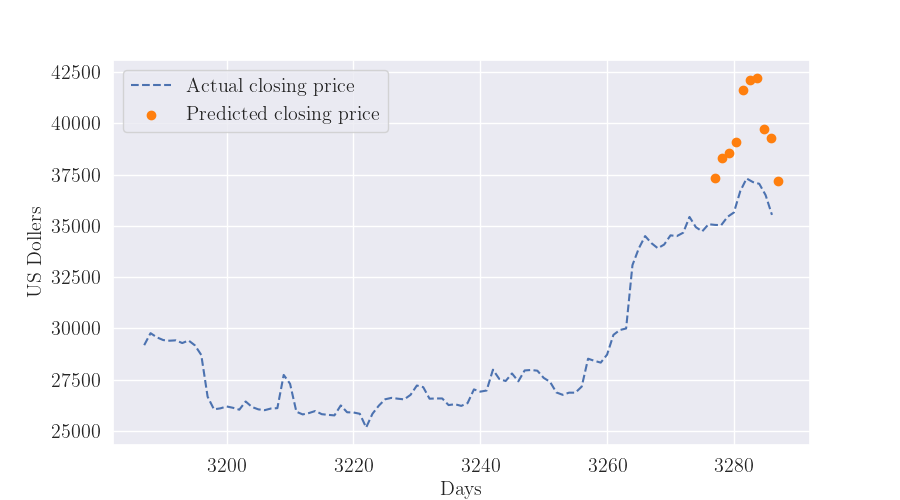 42500
40000
37500
35000
32500
30000
27500
25000
US Dollers
Actual closing price
Predicted closing price
3200 3220 3240 3260 3280
Days